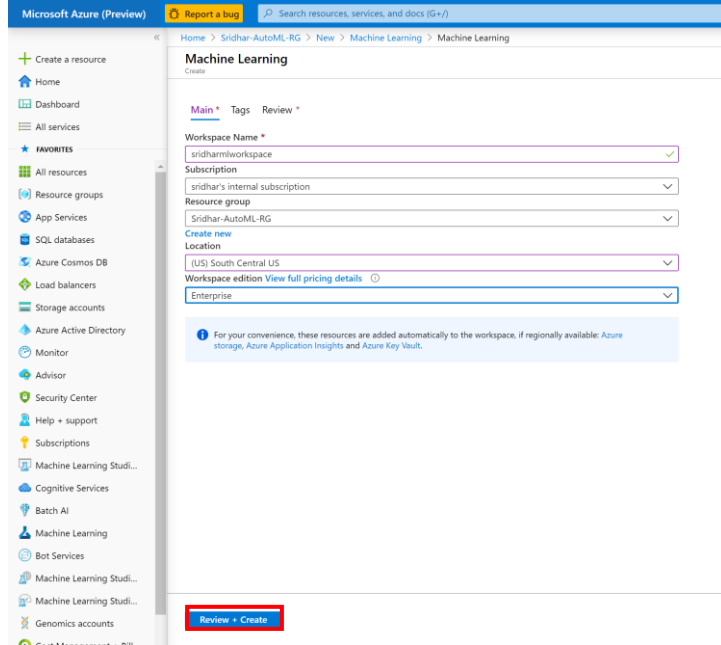 Microsoft Azure (Preview)
Report a bug
Search resources, services, and docs (G+/)
Create a resource
Home
Dashboard
All services
FAVORITES
All resources
Resource groups
App Services
SQL databases
Azure Cosmos DB
Load balancers
Storage accounts
Azure Active Directory
Monitor
Advisor
Security Center
Help + support
Subscriptions
Machine Learning Studi...
Cognitive Services
Batch AI
Machine Learning
Bot Services
Machine Learning Studi...
Machine Learning Studi...
Genomics accounts
Home > Sridhar-AutoML-RG > New > Machine Learning > Machine Learning
Machine Learning
Create
Main * Tags Review *
Workspace Name *
sridharmlworkspace
Subscription
sridhar's internal subscription
Resource group
Sridhar-AutoML-RG
Create new
Location
(US) South Central US
Workspace edition View full pricing details
Enterprise
For your convenience, these resources are added automatically to the workspace, if regionally available: Azure
storage, Azure Application Insights and Azure Key Vault.
Review + Create